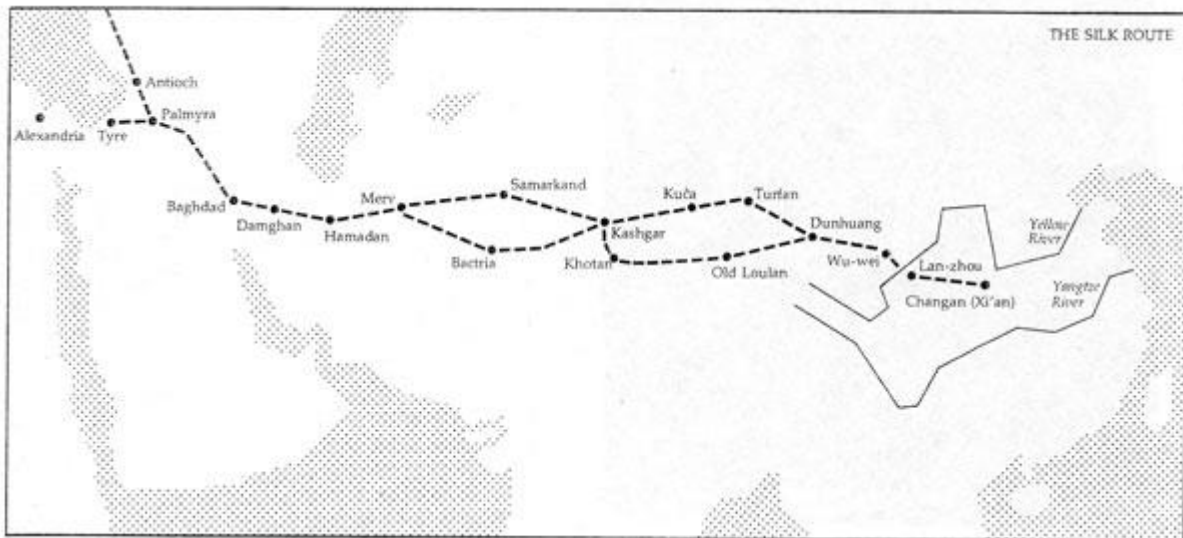 THE SILK ROUTE
Antioch
Palmyra
Alexandria
Tyre
Baghdad
Damghan
Hamadan
Merv
Samarkand
Bactria
Kashgar
Khotan
Kuča
Turfan
Old Loulan
Dunhuang
Wu-wei
Lan-zhou
Changan (Xi'an)
Yellow
River
Yangtze
River